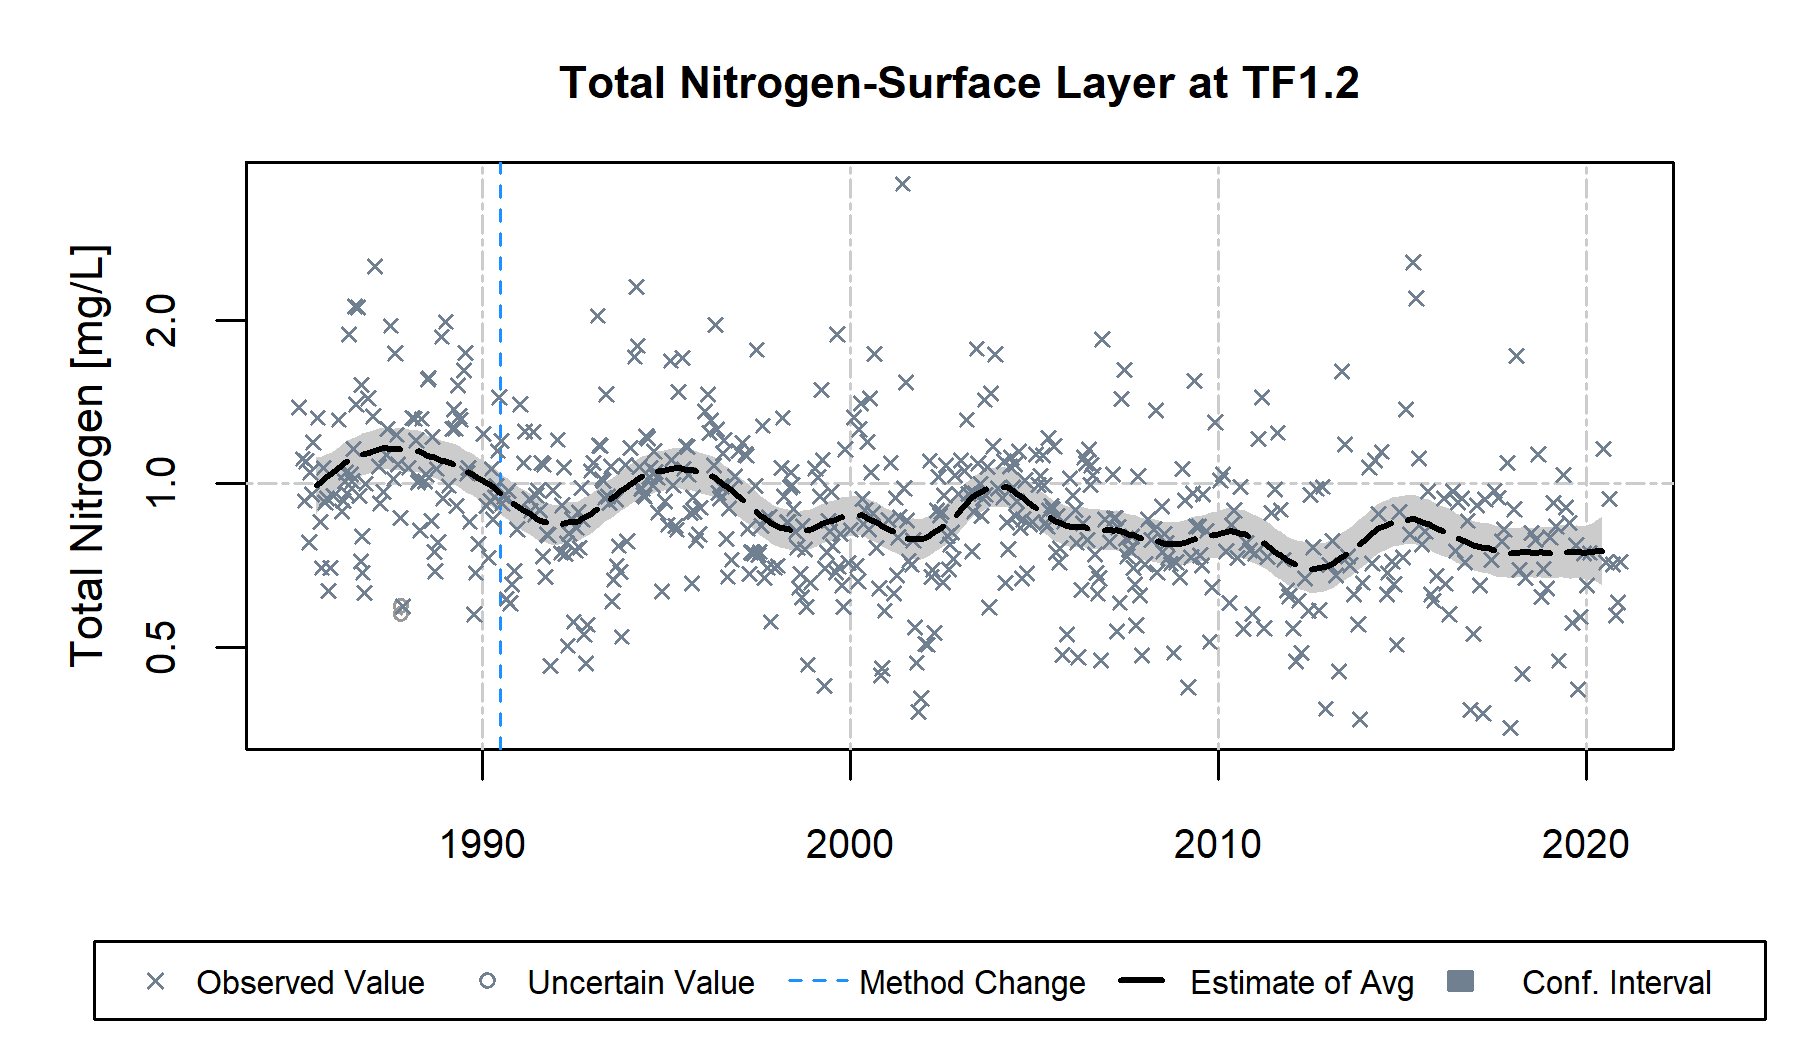 Total Nitrogen-Surface Layer at TF1.2
Total Nitrogen [mg/L]
2.0
1.0
0.5
1990 2000 2010 2020
Observed Value Uncertain Value Method Change Estimate of Avg Conf. Interval